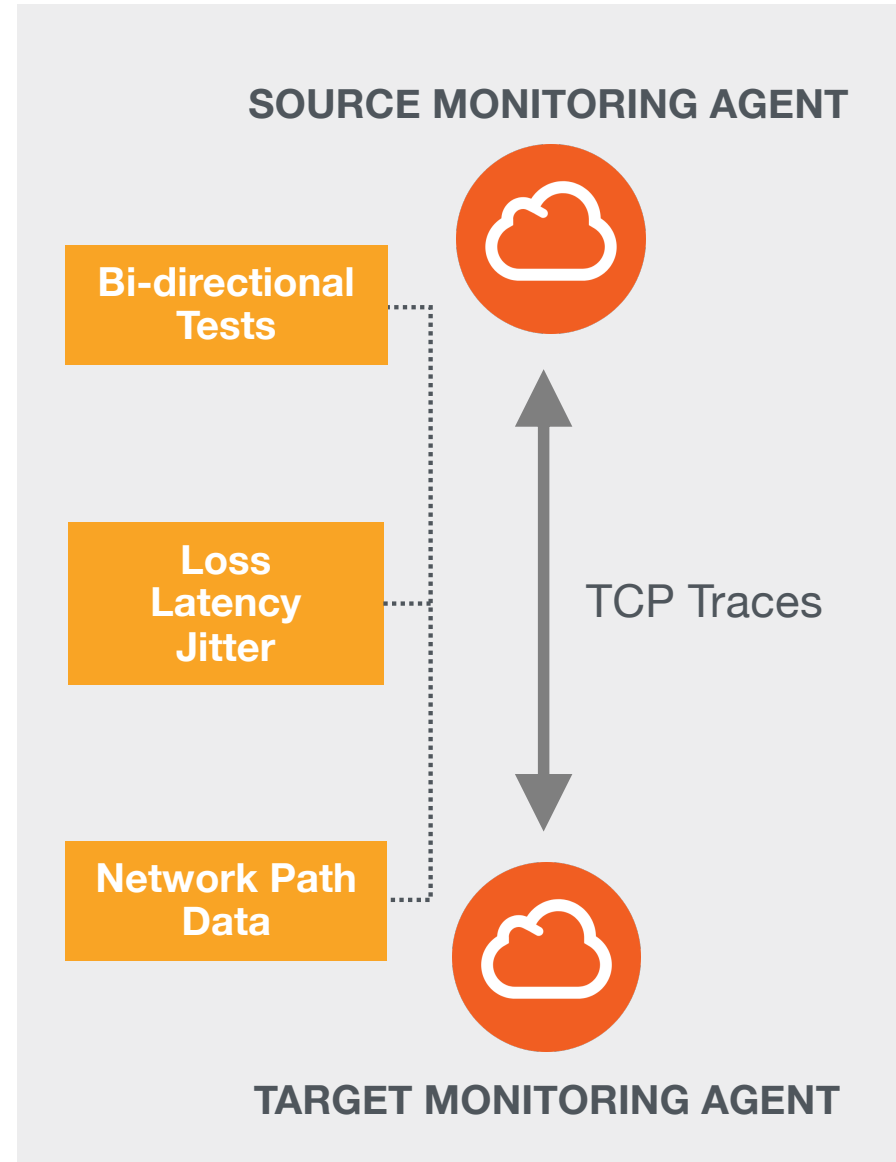 SOURCE MONITORING AGENT
Bi-directional
Tests
Loss
Latency
Jitter
TCP Traces
Network Path
Data
TARGET MONITORING AGENT